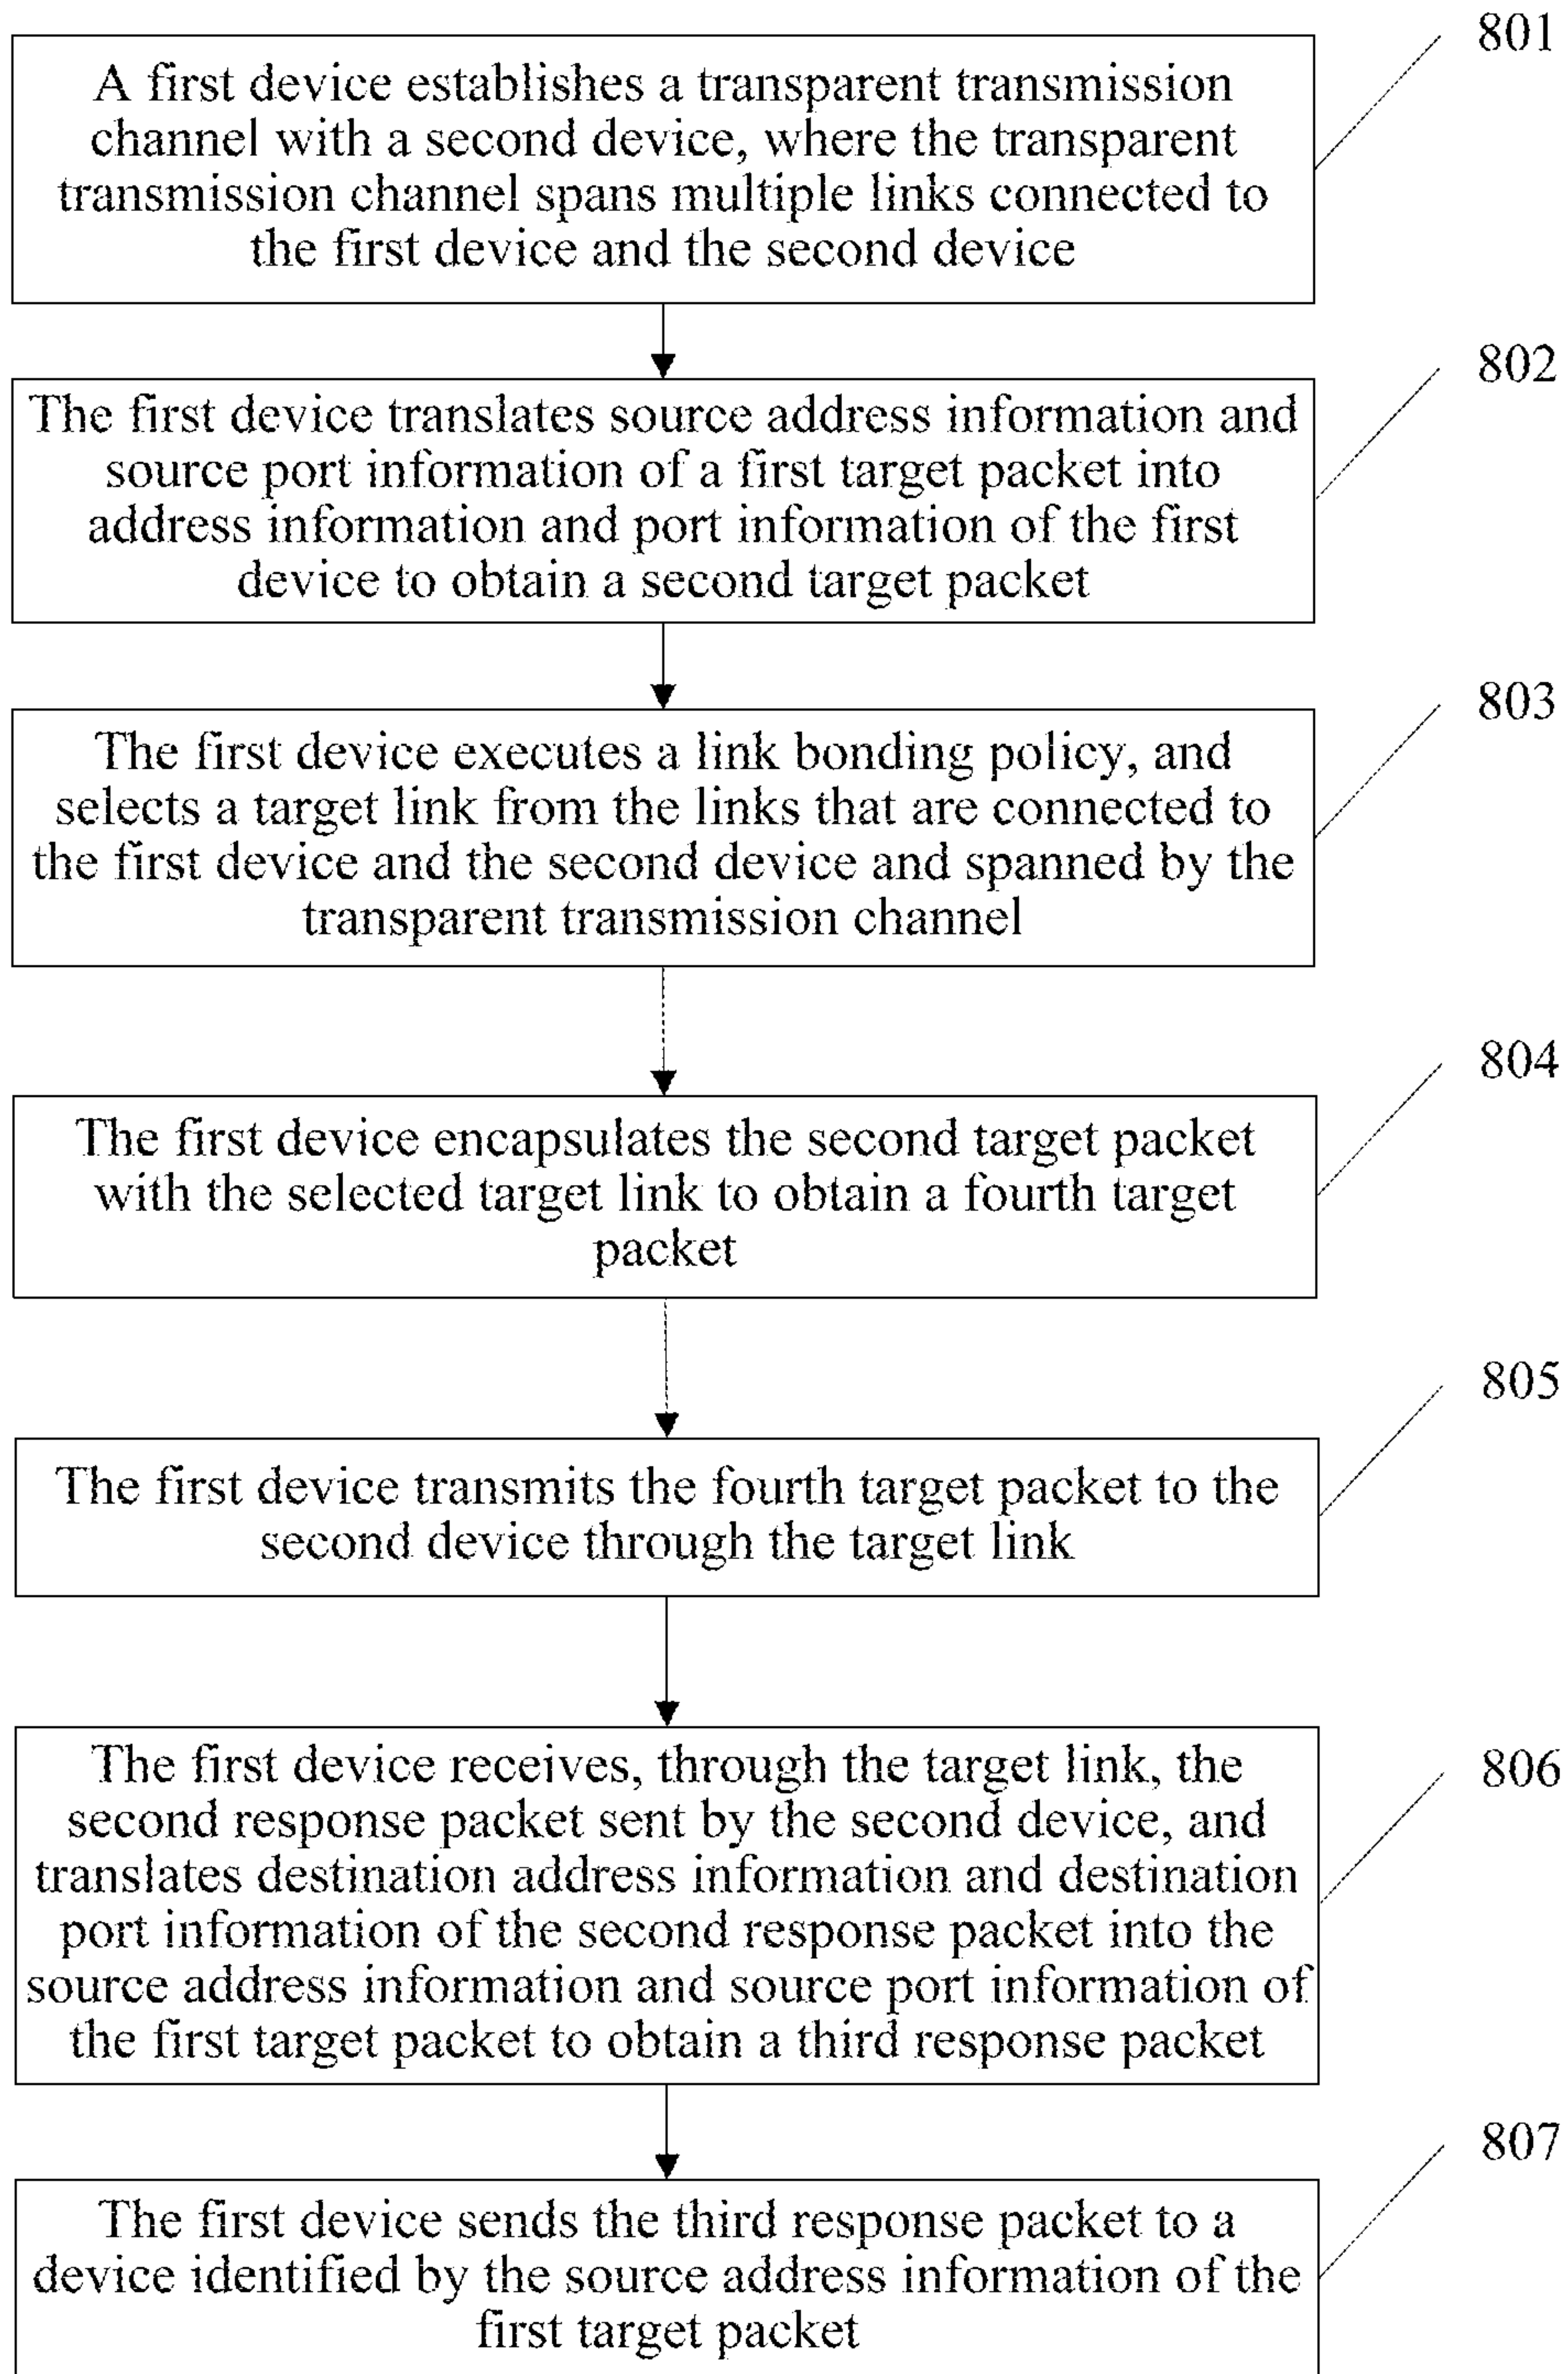 801
A first device establishes a transparent transmission
channel with a second device, where the transparent
transmission channel spans multiple links connected to
the first device and the second device
802
The first device translates source address information and
source port information of a first target packet into
address information and port information of the first
device to obtain a second target packet
803
The first device executes a link bonding policy, and
selects a target link from the links that are connected to
the first device and the second device and spanned by the
transparent transmission channel
804
The first device encapsulates the second target packet
with the selected target link to obtain a fourth target
packet
805
The first device transmits the fourth target packet to the
second device through the target link
806
The first device receives, through the target link, the
second response packet sent by the second device, and
translates destination address information and destination
port information of the second response packet into the
source address information and source port information of
the first target packet to obtain a third response packet
807
The first device sends the third response packet to a
device identified by the source address information of the
first target packet